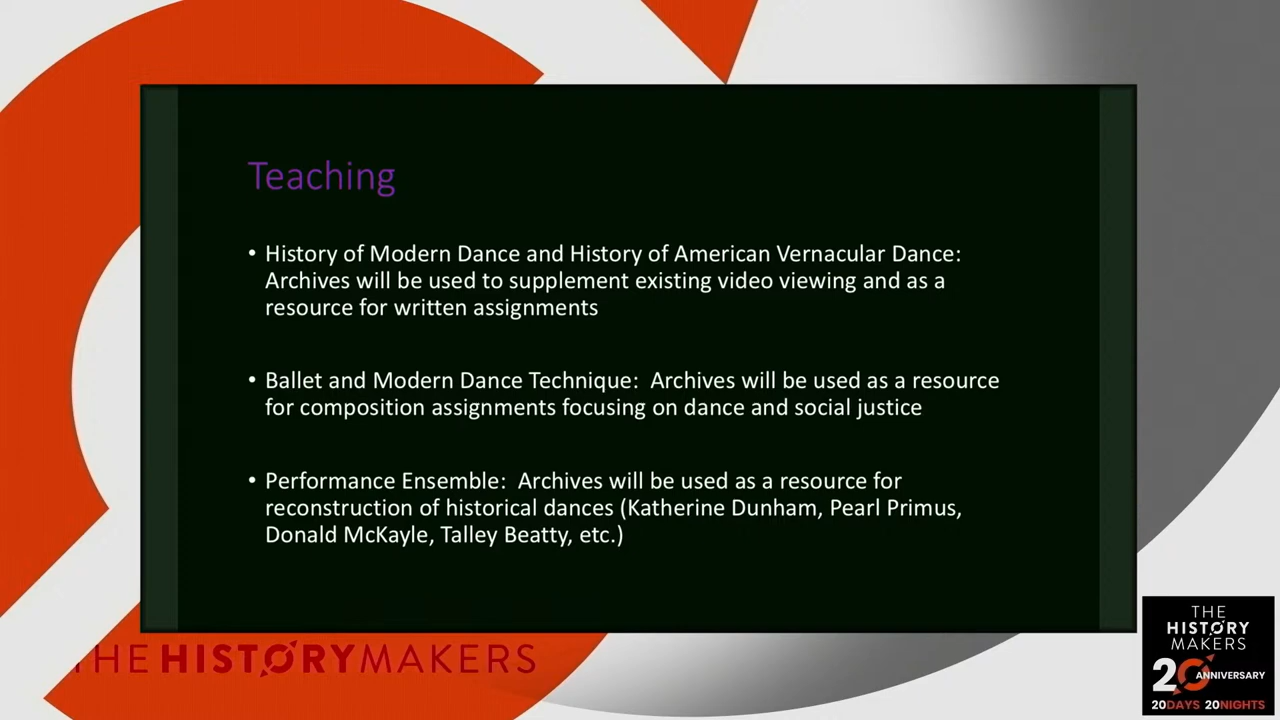 Teaching
• History of Modern Dance and History of American Vernacular Dance:
Archives will be used to supplement existing video viewing and as a
resource for written assignments
• Ballet and Modern Dance Technique:  Archives will be used as a resource
for composition assignments focusing on dance and social justice
• Performance Ensemble:  Archives will be used as a resource for
reconstruction of historical dances (Katherine Dunham, Pearl Primus,
Donald McKayle, Talley Beatty, etc.)
THE HISTORYMAKERS
THE
HISTORY
MAKERS
20 ANNIVERSARY
20DAYS 20NIGHTS